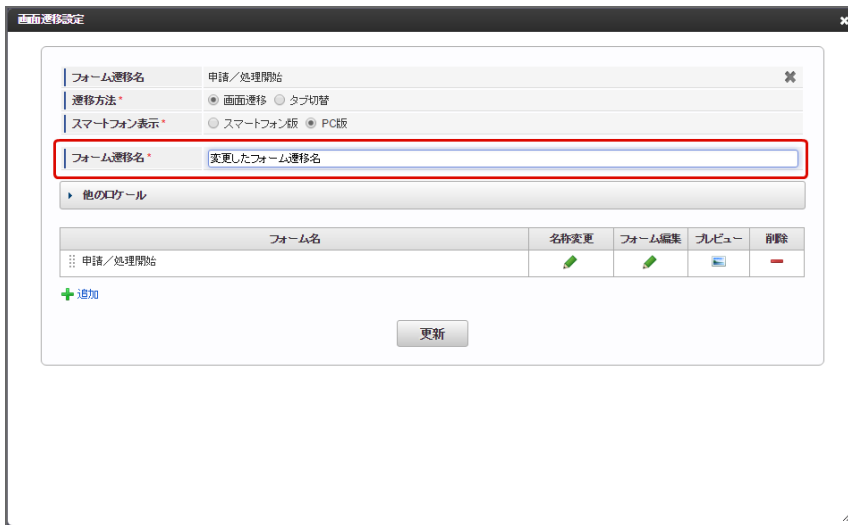 画面遷移設定
フォーム遷移名 申請／処理開始
遷移方法* 画面遷移 タブ切替
スマートフォン表示* スマートフォン版 PC版
フォーム遷移名* 変更したフォーム遷移名
他のロケール
フォーム名 名称変更 フォーム編集 プレビュー 削除
申請／処理開始
追加
更新